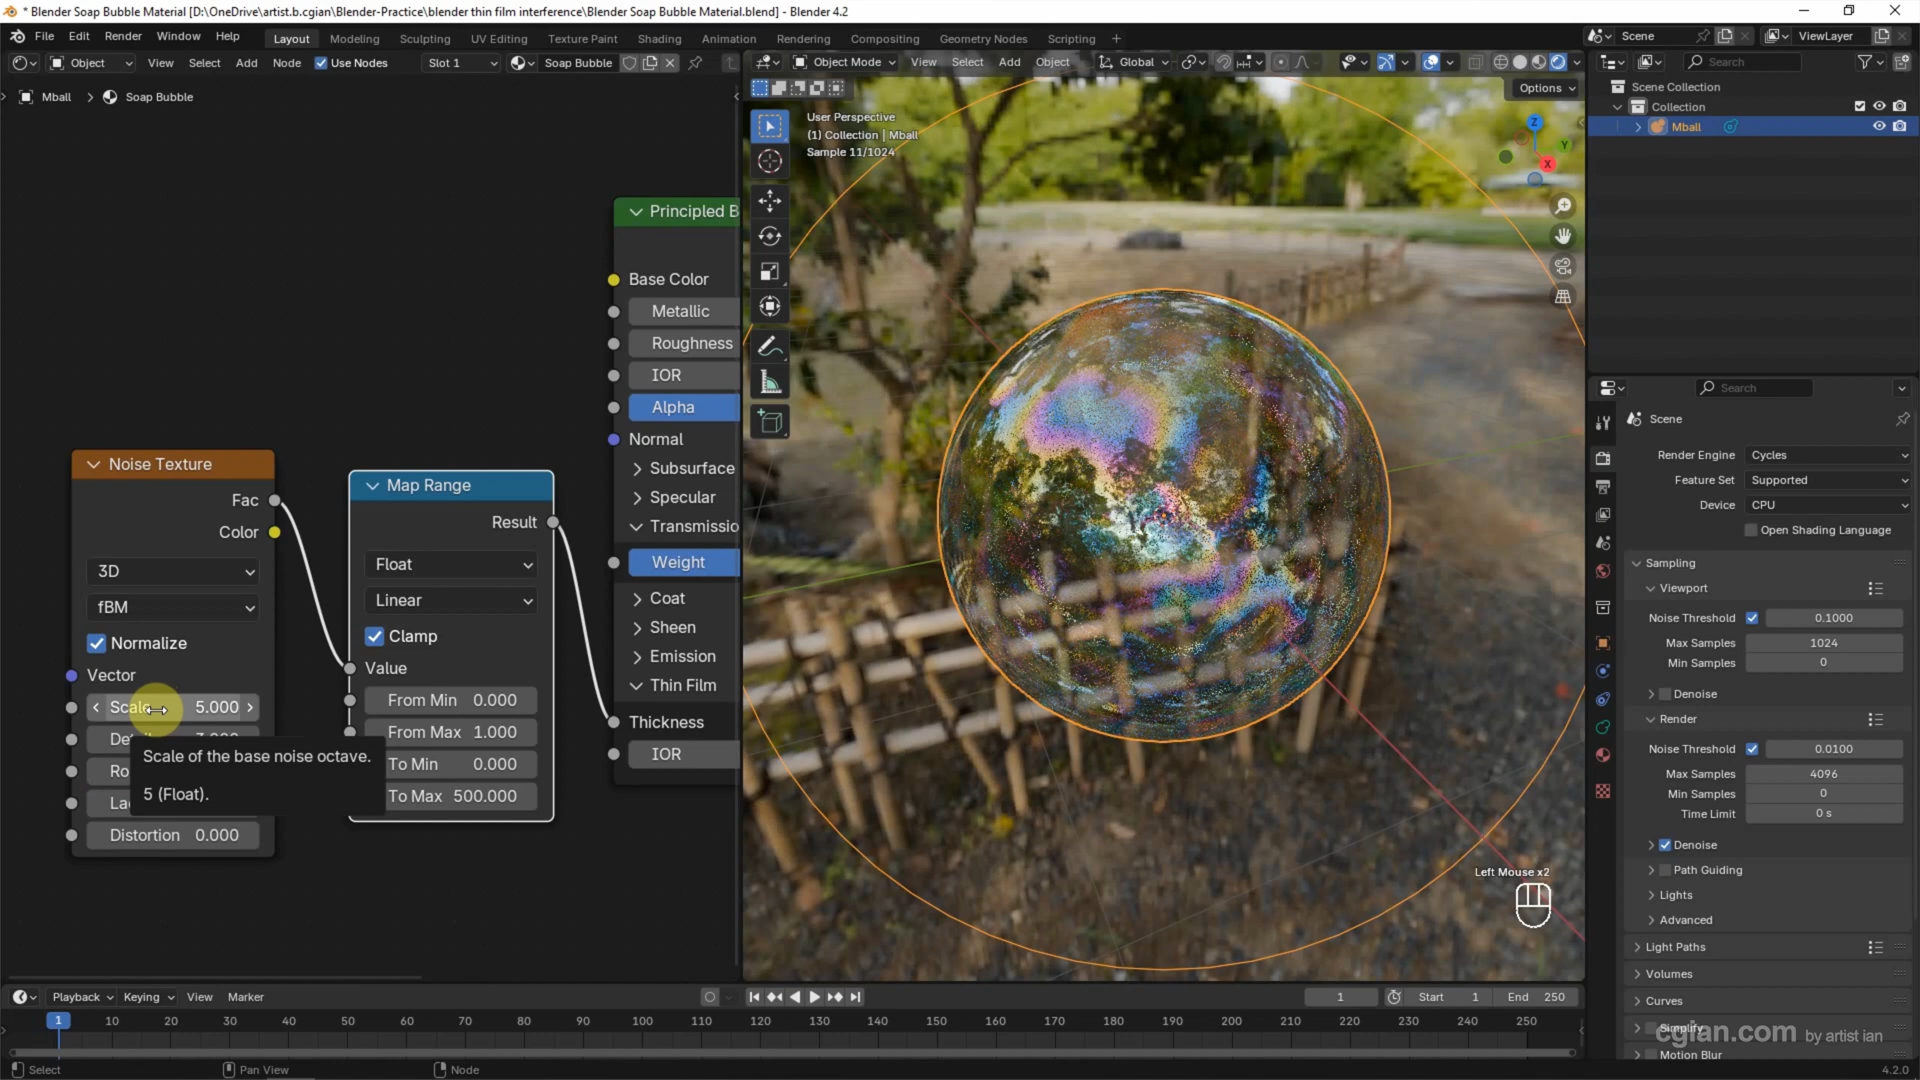 * Blender Soap Bubble Material [D:\OneDrive\artist.b.cgian\Blender-Practice\blender thin film interference\Blender Soap Bubble Material.blend] - Blender 4.2
File Edit Render Window Help
Layout Modeling Sculpting UV Editing Texture Paint Shading Animation Rendering Compositing Geometry Nodes Scripting +
Scene
ViewLayer
Object View Select Add Node Use Nodes Slot 1 Soap Bubble
Object Mode View Select Add Object Global
Search
Mball > Soap Bubble
Options
User Perspective
(1) Collection | Mball
Sample 11/1024
Z
Y
X
Scene Collection
Collection
Mball
Principled B
Base Color
Metallic
Roughness
IOR
Alpha
Normal
Subsurface
Specular
Transmissio
Weight
Coat
Sheen
Emission
Thin Film
Thickness
IOR
Noise Texture
Fac
Color
3D
fBM
Normalize
Vector
Scale 5.000
Distortion 0.000
Scale of the base noise octave.
5 (Float).
Map Range
Result
Float
Linear
Clamp
Value
From Min 0.000
From Max 1.000
To Min 0.000
To Max 500.000
Left Mouse x2
Search
Scene
Render Engine Cycles
Feature Set Supported
Device CPU
Open Shading Language
Sampling
Viewport
Noise Threshold 0.1000
Max Samples 1024
Min Samples 0
Denoise
Render
Noise Threshold 0.0100
Max Samples 4096
Min Samples 0
Time Limit 0 s
Denoise
Path Guiding
Lights
Advanced
Light Paths
Volumes
Curves
Simplify
Motion Blur
cgian.com by artist ian
Playback Keying View Marker
1 Start 1 End 250
1 10 20 30 40 50 60 70 80 90 100 110 120 130 140 150 160 170 180 190 200 210 220 230 240 250
Select Pan View Node
4.2.0